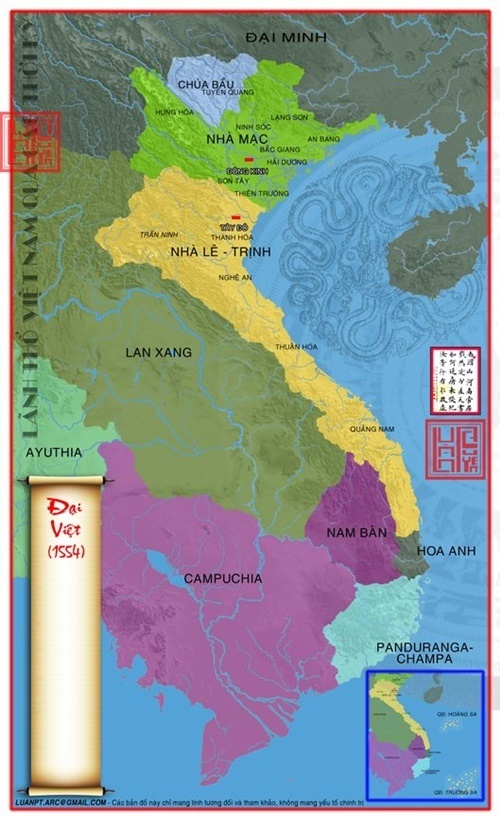 ĐẠI MINH
CHÚA BẦU
TUYÊN QUANG
HƯNG HÓA
LẠNG SƠN
NINH SÓC
NHÀ MẠC
AN BANG
BẮC GIANG
HẢI DƯƠNG
ĐÔNG KINH
SƠN TÂY
THIÊN TRƯỜNG
TÂY ĐÔ
TRẤN NINH
THANH HÓA
NHÀ LÊ - TRỊNH
NGHỆ AN
THUẬN HÓA
LAN XANG
QUẢNG NAM
AYUTHIA
Đại
Việt
(1554)
NAM BÀN
HOA ANH
CAMPUCHIA
PANDURANGA-
CHAMPA
QĐ. HOÀNG SA
QĐ. TRƯỜNG SA
LUANPT.ARC@GMAIL.COM - Các bản đồ này chỉ mang tính tương đối và tham khảo, không mang yếu tố chính trị
LÃNH THỔ VIỆT NAM QUA